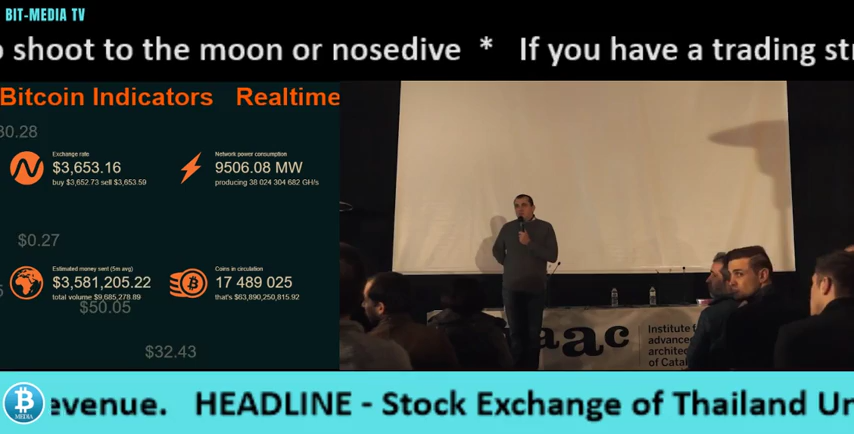 BIT-MEDIA TV
shoot to the moon or nosedive * If you have a trading
Bitcoin Indicators Realtime
30.28
Exchange rate
$3,653.16
buy $3,652.73 sell $3,653.59
Network power consumption
9506.08 MW
producing 38 024 304 682 GH/s
$0.27
Estimated money sent (5m avg)
$3,581,205.22
total volume $9,685,278.89
Coins in circulation
17 489 025
that's $63,890,250,815.92
$50.05
$32.43
aac
Institute
advance
architec
of Catal
B
MEDIA
evenue. HEADLINE - Stock Exchange of Thailand